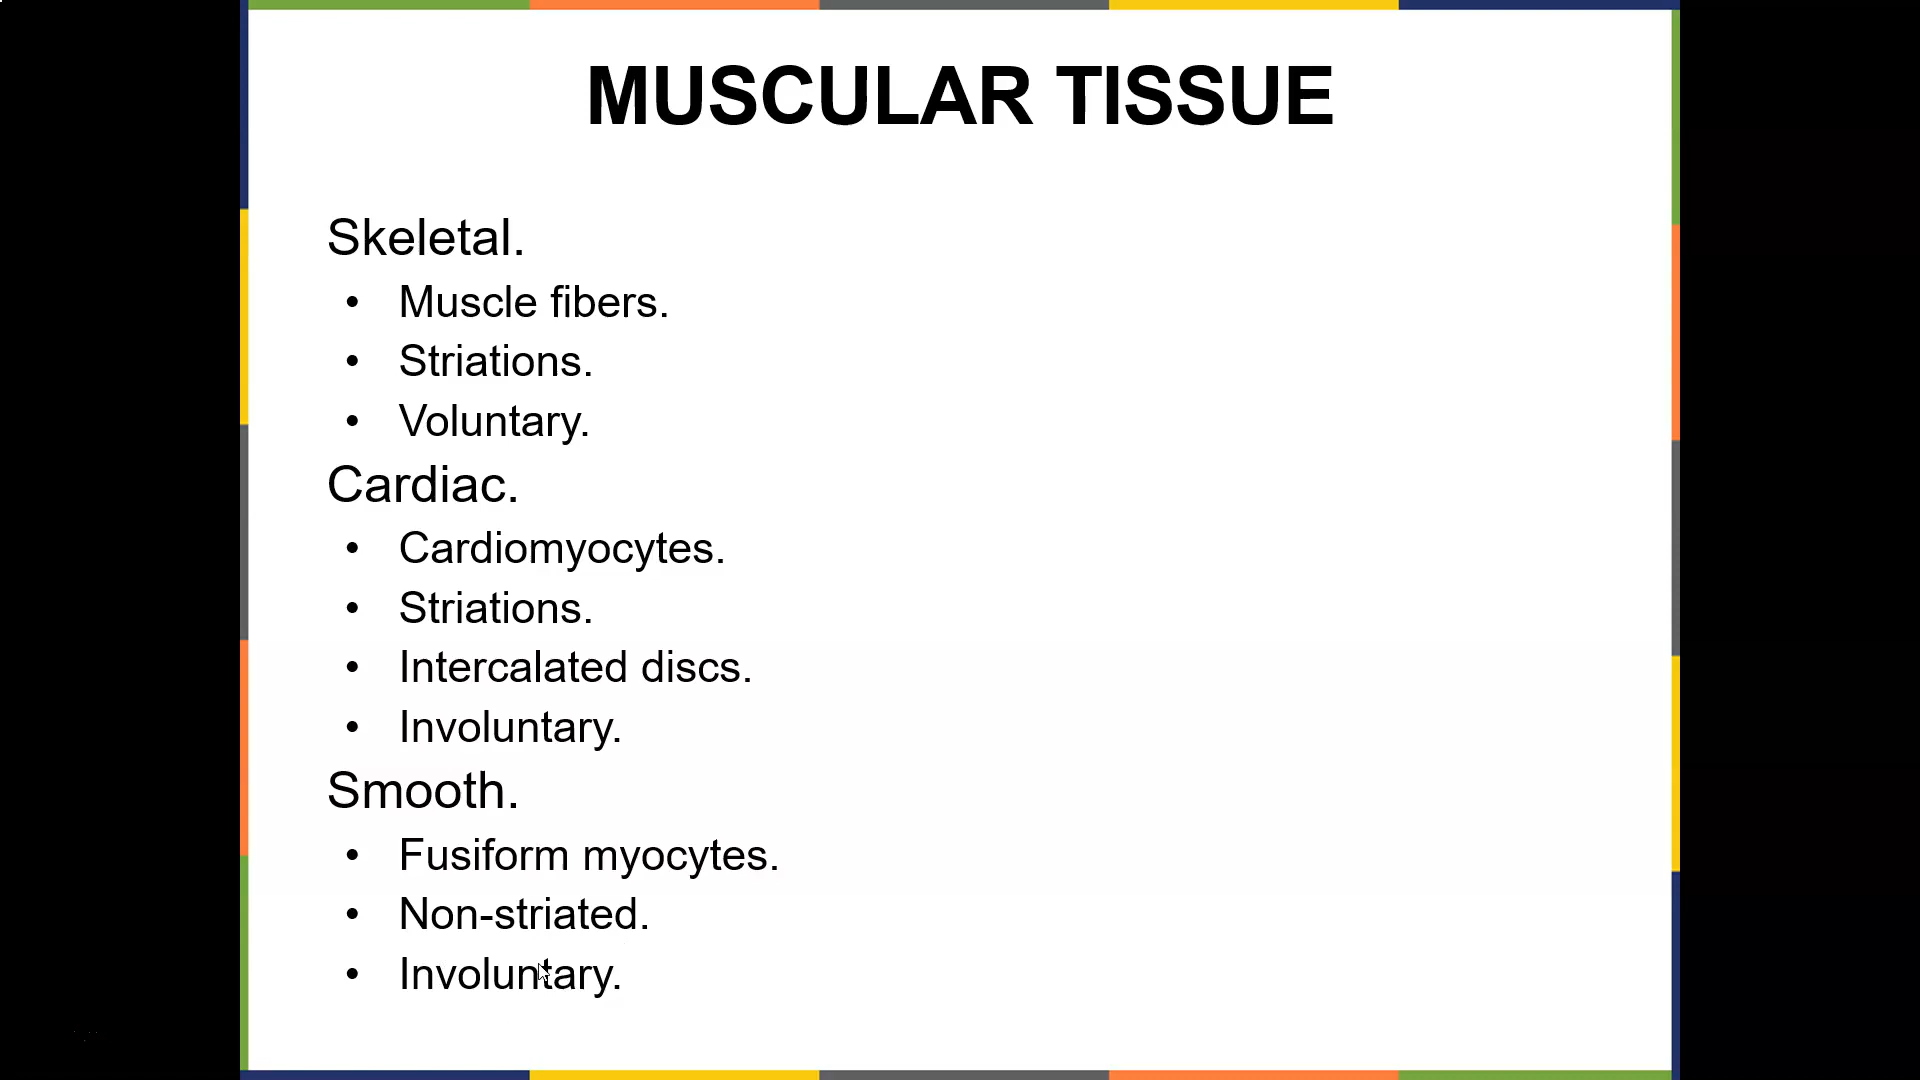 MUSCULAR TISSUE
Skeletal.
• Muscle fibers.
• Striations.
• Voluntary.
Cardiac.
• Cardiomyocytes.
• Striations.
• Intercalated discs.
• Involuntary.
Smooth.
• Fusiform myocytes.
• Non-striated.
• Involuntary.